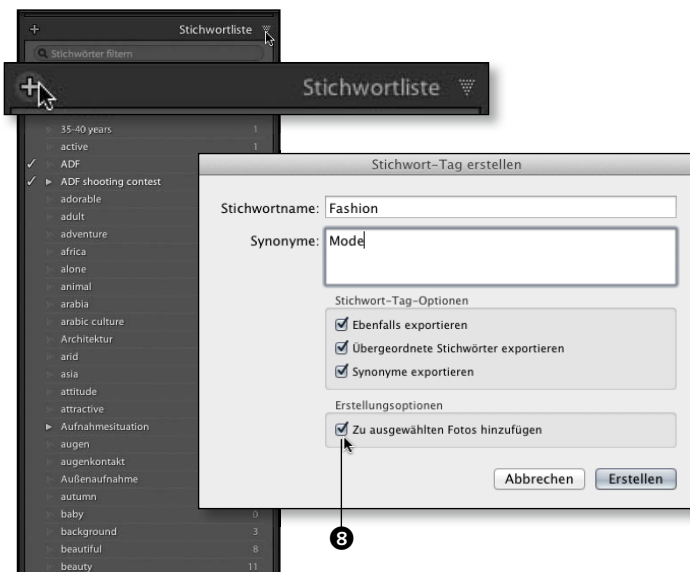 Stichwortliste
Stichwörter filtern
Stichwortliste
35-40 years 1
active 1
ADF
ADF shooting contest
adorable
adult
adventure
africa
alone
animal
arabia
arabic culture
Architektur
arid
asia
attitude
attractive
Aufnahmesituation
augen
augenkontakt
Außenaufnahme
autumn
baby 0
background 3
beautiful 8
beauty 11
Stichwort-Tag erstellen
Stichwortname: Fashion
Synonyme: Mode
Stichwort-Tag-Optionen
Ebenfalls exportieren
Übergeordnete Stichwörter exportieren
Synonyme exportieren
Erstellungsoptionen
Zu ausgewählten Fotos hinzufügen
Abbrechen Erstellen
8